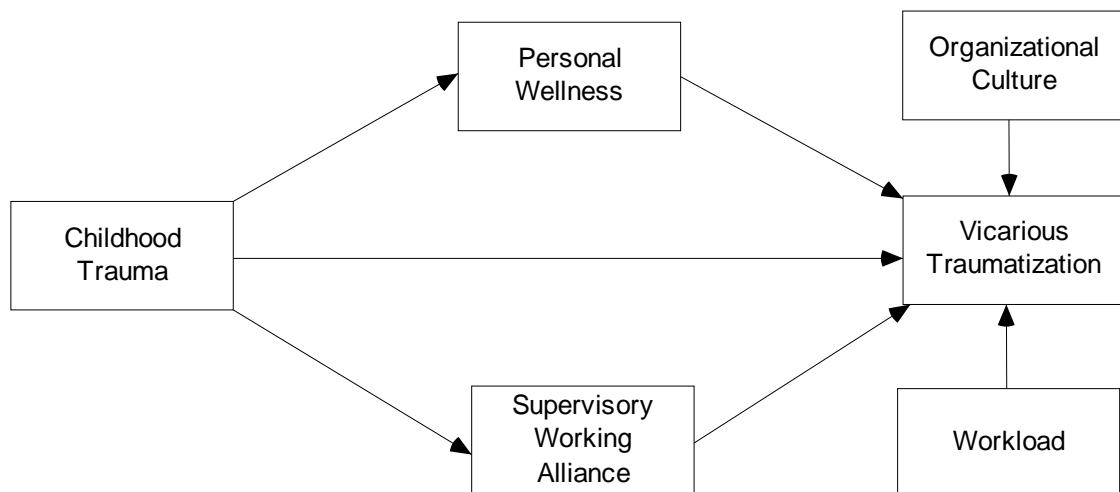 Personal
Wellness
Organizational
Culture
Childhood
Trauma
Vicarious
Traumatization
Supervisory
Working
Alliance
Workload